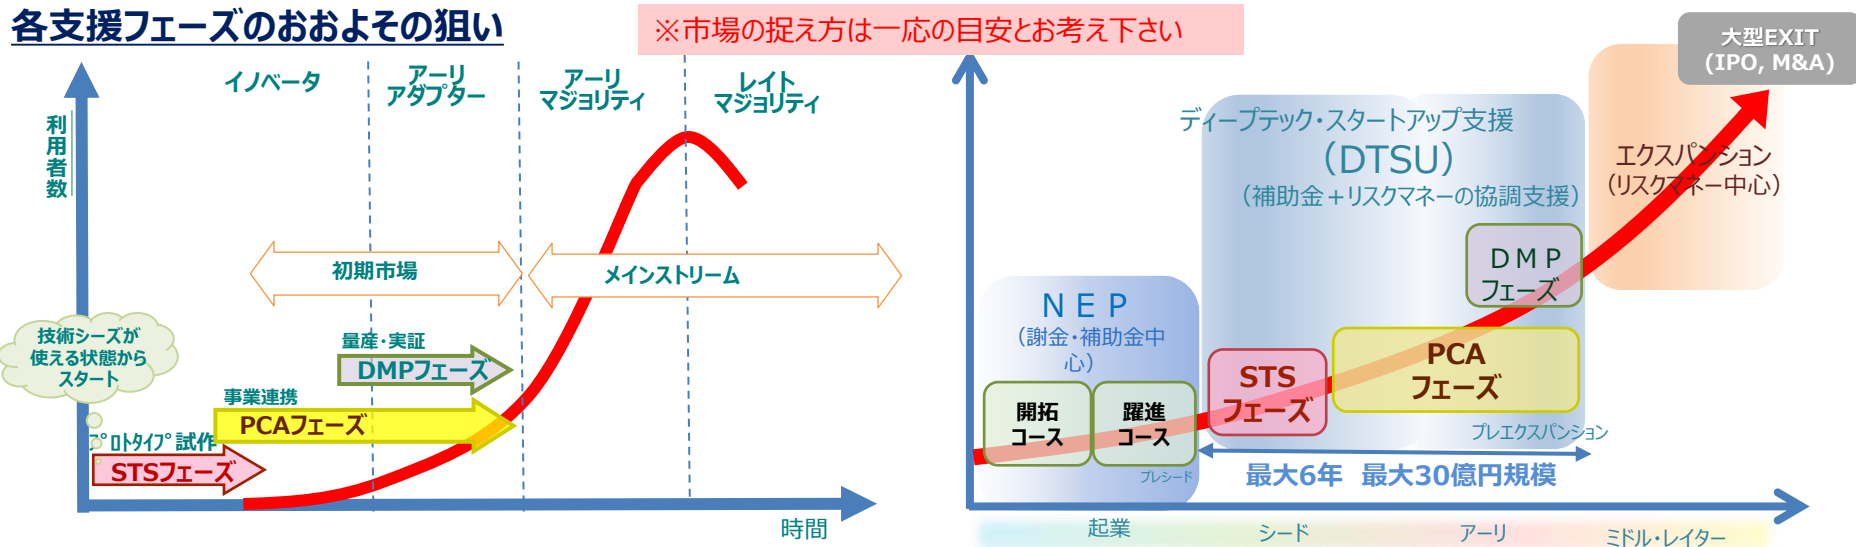 各支援フェーズのおおよその狙い
※市場の捉え方は一応の目安とお考え下さい
イノベータ
アーリ
アダプター
アーリ
マジョリティ
レイト
マジョリティ
利用者数
初期市場
メインストリーム
技術シーズが
使える状態から
スタート
量産・実証
DMPフェーズ
事業連携
PCAフェーズ
プロトタイプ試作
STSフェーズ
時間
大型EXIT
(IPO, M&A)
ディープテック・スタートアップ支援
（DTSU）
（補助金＋リスクマネーの協調支援）
エクスパンション
（リスクマネー中心）
ＤＭＰ
フェーズ
ＮＥＰ
（謝金・補助金中
心）
STS
フェーズ
PCA
フェーズ
開拓
コース
躍進
コース
プレシード
プレエクスパンション
最大6年 最大30億円規模
起業
シード
アーリ
ミドル・レイター